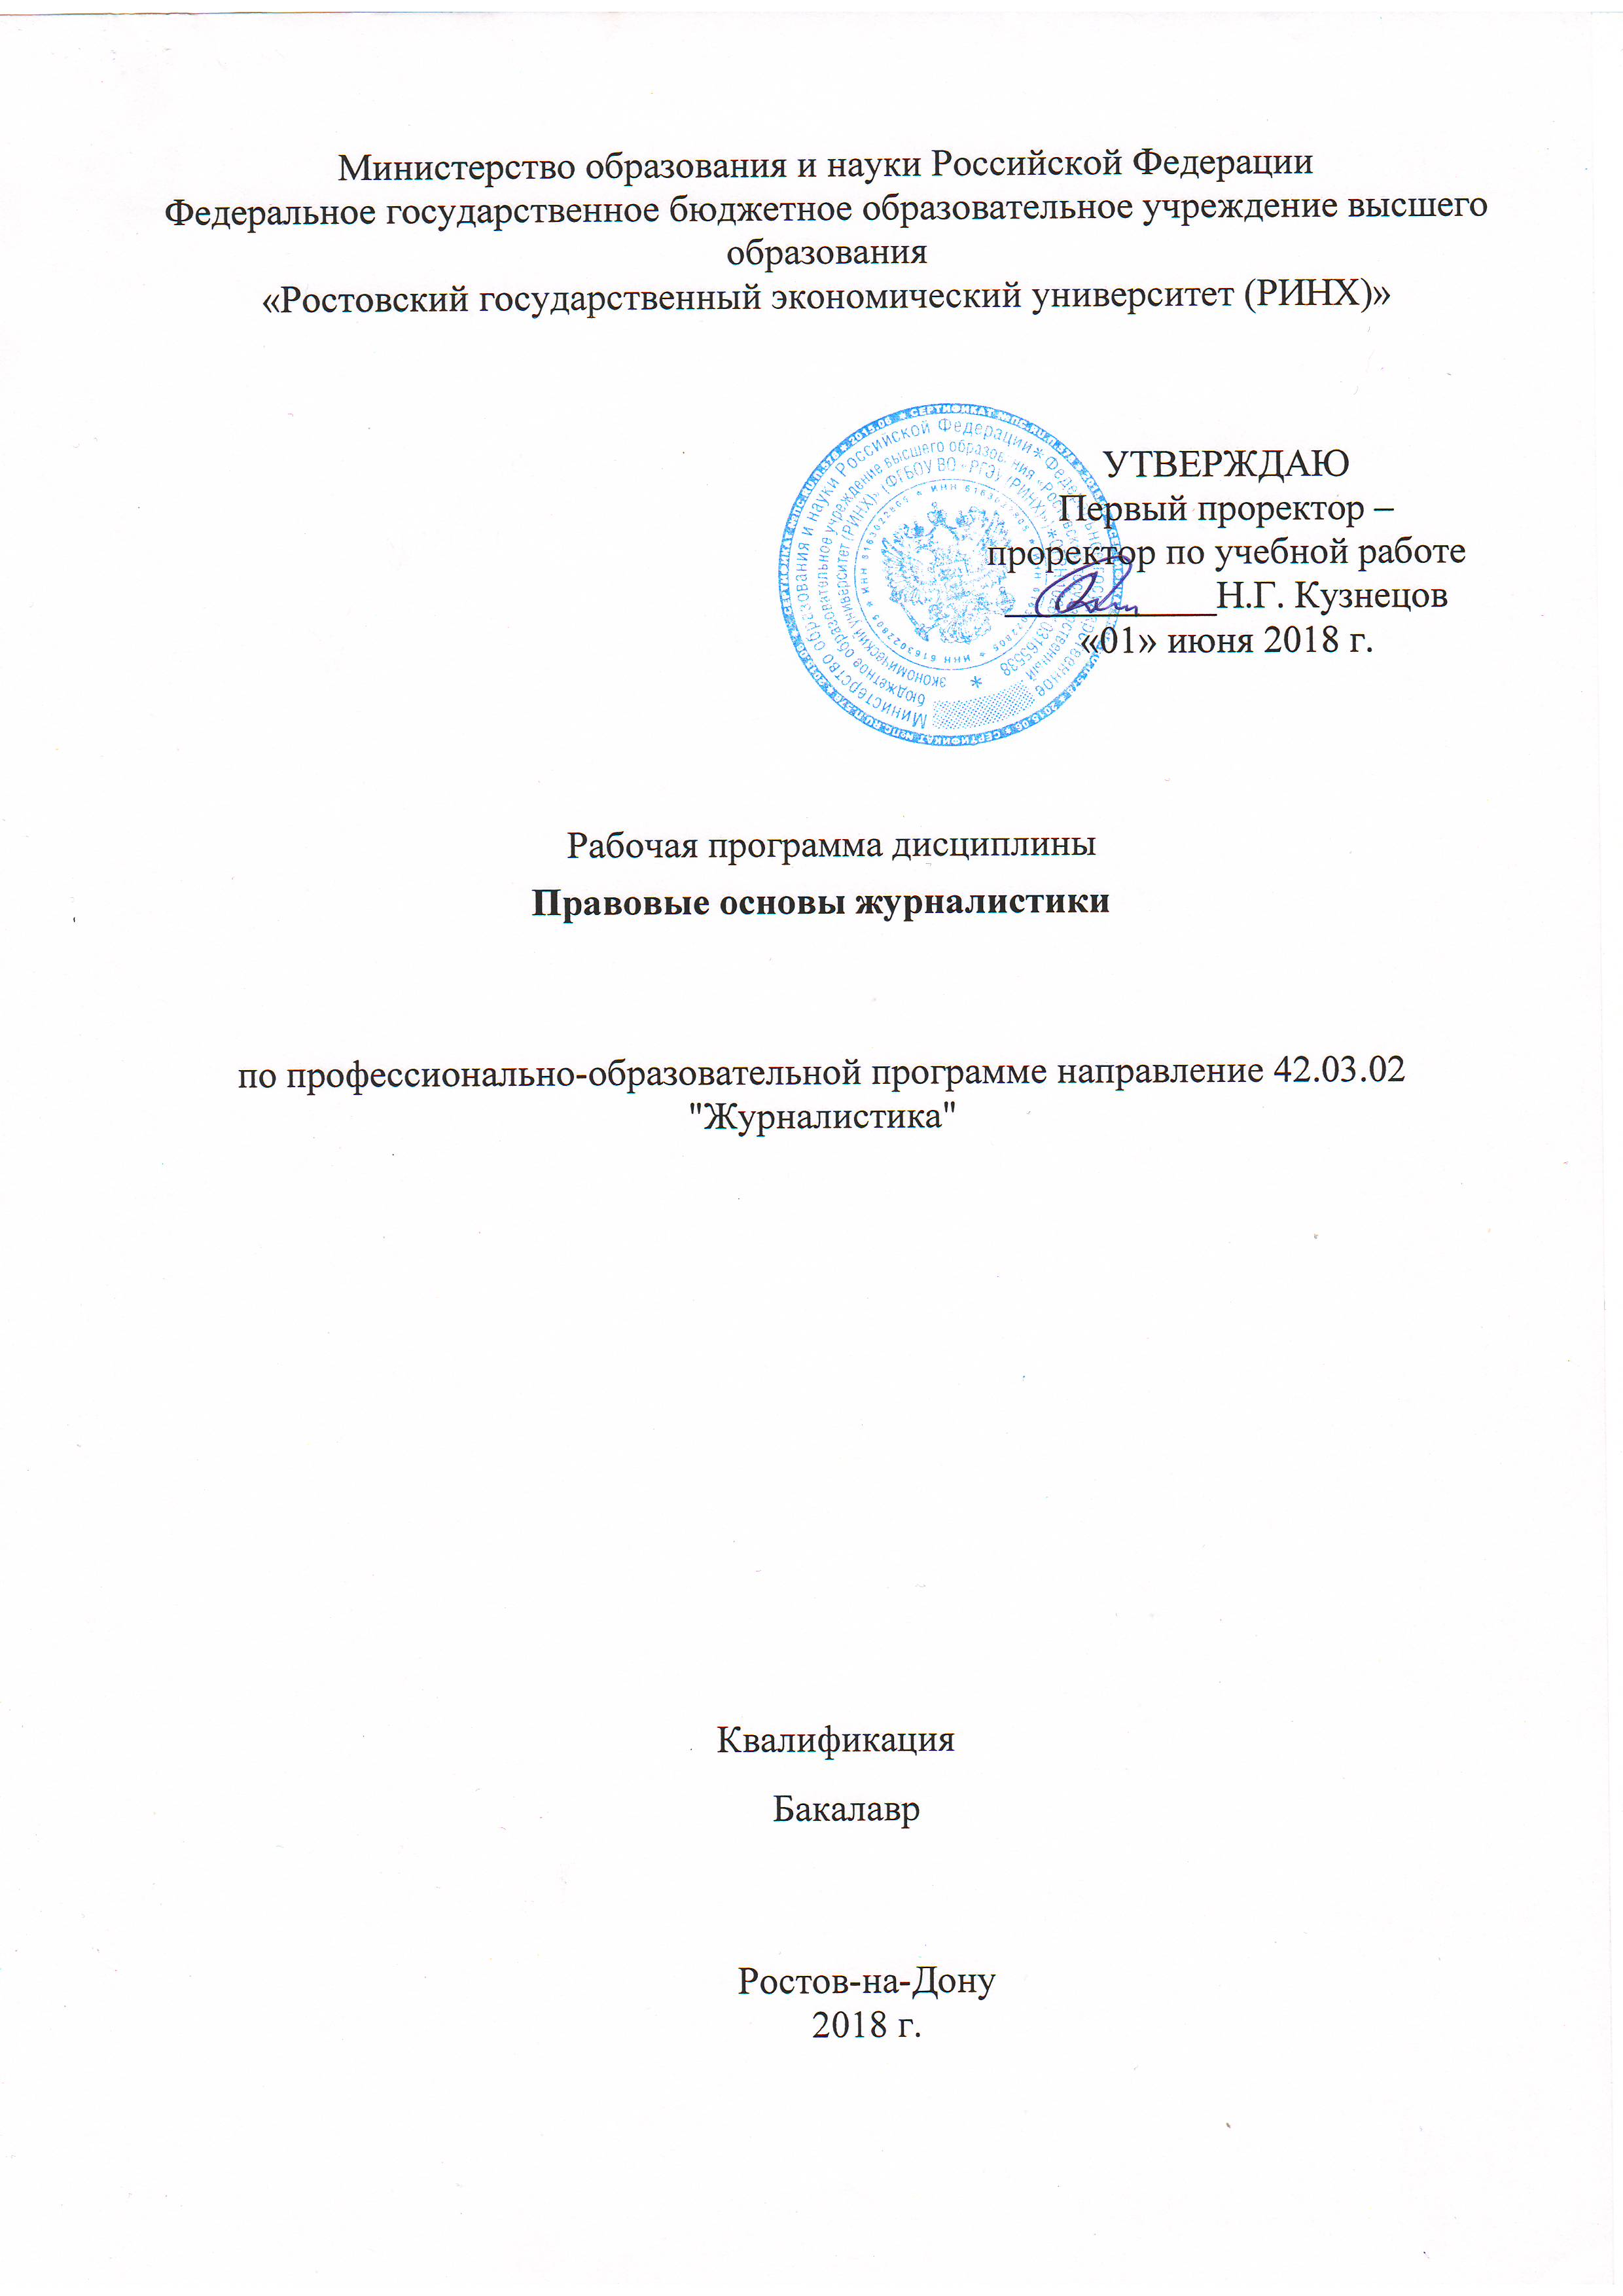 Министерство образования и науки Российской Федерации
Федеральное государственное бюджетное образовательное учреждение высшего
образования
«Ростовский государственный экономический университет (РИНХ)»
УТВЕРЖДАЮ
Первый проректор –
проректор по учебной работе
Н.Г. Кузнецов
«01» июня 2018 г.
Рабочая программа дисциплины
Правовые основы журналистики
по профессионально-образовательной программе направление 42.03.02
"Журналистика"
Квалификация
Бакалавр
Ростов-на-Дону
2018 г.